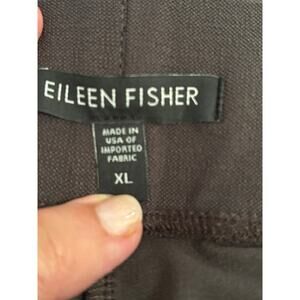 EILEEN FISHER
MADE IN
USA OF
IMPORTED
FABRIC
XL